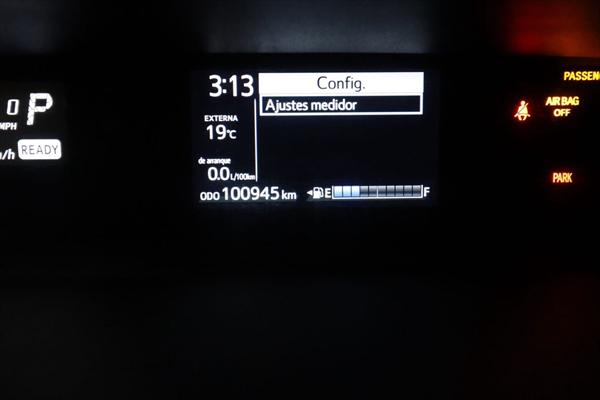 0 P
MPH
/h READY
3:13
Config.
Ajustes medidor
EXTERNA
19°C
de arranque
0.0 L/100km
ODO 100945 km
E F
PASSEN
AIR BAG
OFF
PARK